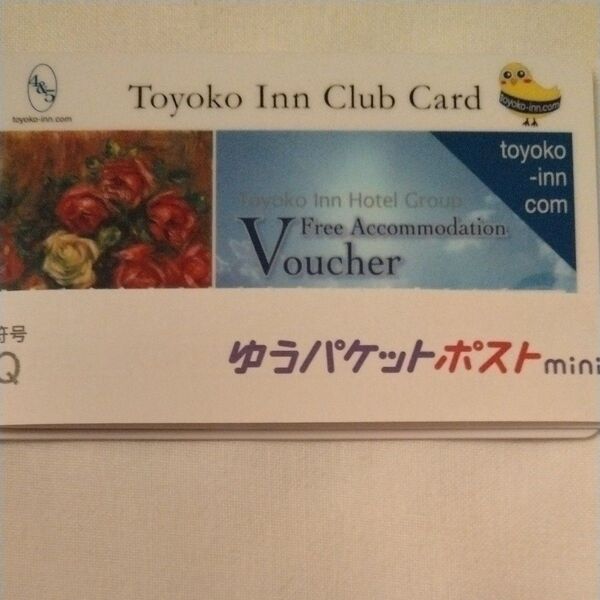 4&5
toyoko-inn.com
Toyoko Inn Club Card
toyoko-inn.com
toyoko
-inn
com
Toyoko Inn Hotel Group
Free Accommodation
Voucher
符号
Q
ゆうパケットポストmini